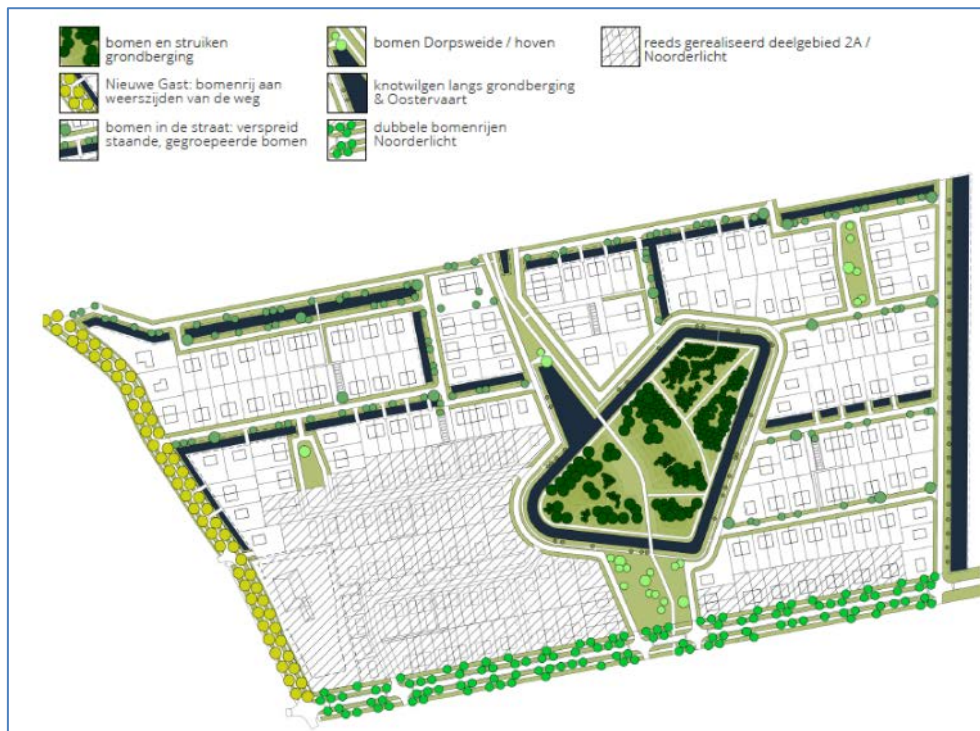 bomen en struiken
grondberging
Nieuwe Gast: bomenrij aan
weerszijden van de weg
bomen in de straat: verspreid
staande, gegroepeerde bomen
bomen Dorpsweide / hoven
knotwilgen langs grondberging
& Oostervaart
dubbele bomenrijen
Noorderlicht
reeds gerealiseerd deelgebied 2A /
Noorderlicht